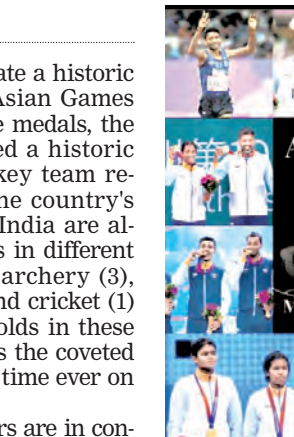 ate a historic
Asian Games
e medals, the
ed a historic
key team re-
he country's
India are al-
s in different
archery (3),
nd cricket (1)
olds in these
s the coveted
time ever on
rs are in con-
A
M